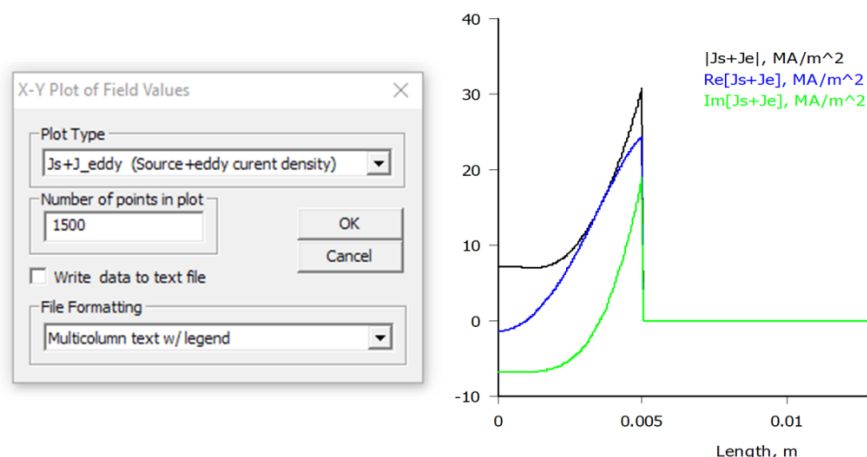 X-Y Plot of Field Values
Plot Type
Js+J_eddy (Source+eddy curent density)
Number of points in plot
1500
OK
Cancel
Write data to text file
File Formatting
Multicolumn text w/ legend
40
30
20
10
0
-10
|Js+Je|, MA/m^2
Re[Js+Je], MA/m^2
Im[Js+Je], MA/m^2
0
0.005
0.01
Length, m